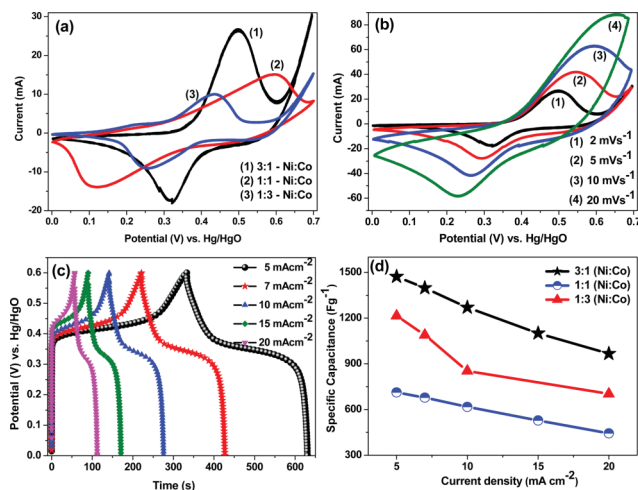 (a)
30
20
10
0
-10
-20
Current (mA)
(1)
(2)
(3)
(1) 3:1 - Ni:Co
(2) 1:1 - Ni:Co
(3) 1:3 - Ni:Co
0.0 0.1 0.2 0.3 0.4 0.5 0.6 0.7
Potential (V) vs. Hg/HgO
(b)
80
60
40
20
0
-20
-40
-60
Current (mA)
(4)
(3)
(2)
(1)
(1) 2 mVs⁻¹
(2) 5 mVs⁻¹
(3) 10 mVs⁻¹
(4) 20 mVs⁻¹
0.0 0.1 0.2 0.3 0.4 0.5 0.6 0.7
Potential (V) vs. Hg/HgO
(c)
0.8
0.6
0.4
0.2
0.0
Potential (V) vs. Hg/HgO
5 mAcm⁻²
7 mAcm⁻²
10 mAcm⁻²
15 mAcm⁻²
20 mAcm⁻²
0 100 200 300 400 500 600
Time (s)
(d)
1500
1200
900
600
300
Specific Capacitance (Fg⁻¹)
3:1 (Ni:Co)
1:1 (Ni:Co)
1:3 (Ni:Co)
5 10 15 20
Current density (mA cm⁻²)